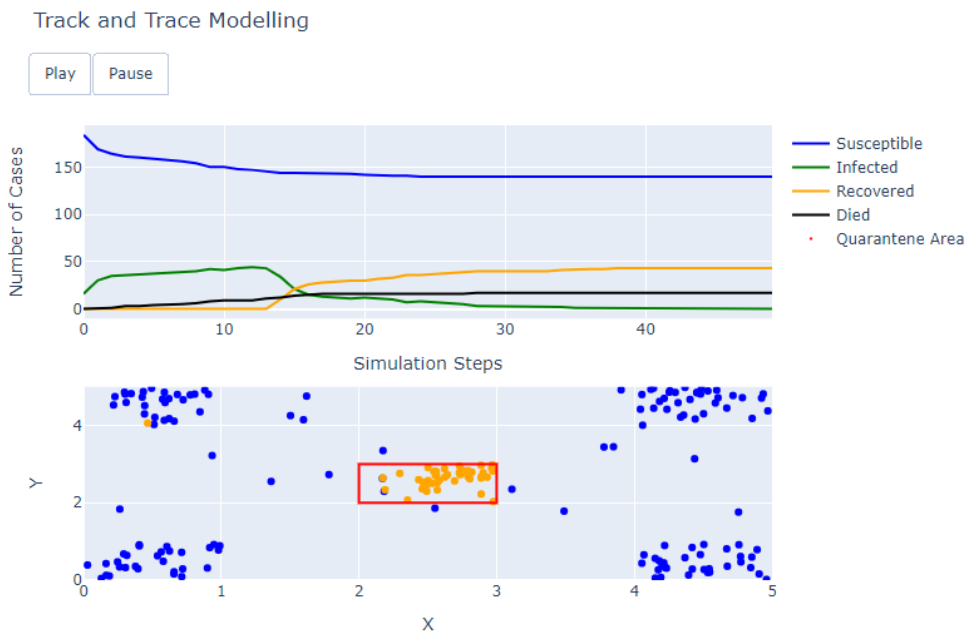 Track and Trace Modelling
Play
Pause
Number of Cases
150
100
50
0
0
10
20
30
40
Susceptible
Infected
Recovered
Died
Quarantene Area
Simulation Steps
Y
4
2
0
0
1
2
3
4
5
X